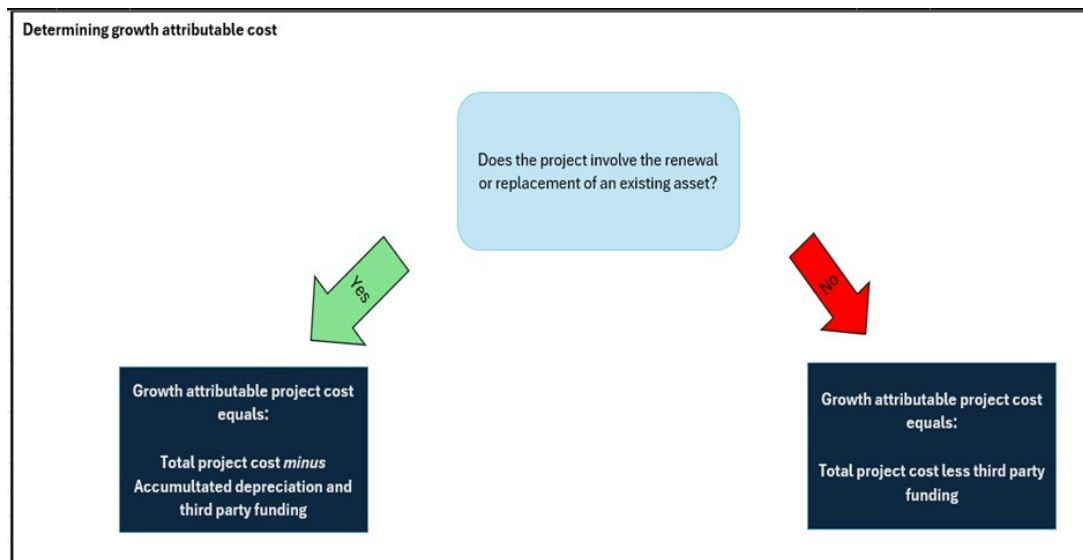 Determining growth attributable cost
Does the project involve the renewal
or replacement of an existing asset?
Yes
No
Growth attributable project cost
equals:
Total project cost minus
Accumultated depreciation and
third party funding
Growth attributable project cost
equals:
Total project cost less third party
funding